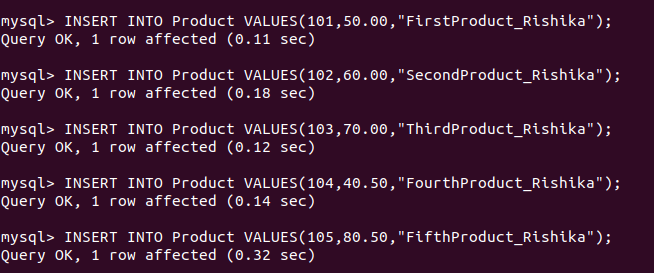 mysql> INSERT INTO Product VALUES(101,50.00,"FirstProduct_Rishika");
Query OK, 1 row affected (0.11 sec)
mysql> INSERT INTO Product VALUES(102,60.00,"SecondProduct_Rishika");
Query OK, 1 row affected (0.18 sec)
mysql> INSERT INTO Product VALUES(103,70.00,"ThirdProduct_Rishika");
Query OK, 1 row affected (0.12 sec)
mysql> INSERT INTO Product VALUES(104,40.50,"FourthProduct_Rishika");
Query OK, 1 row affected (0.14 sec)
mysql> INSERT INTO Product VALUES(105,80.50,"FifthProduct_Rishika");
Query OK, 1 row affected (0.32 sec)